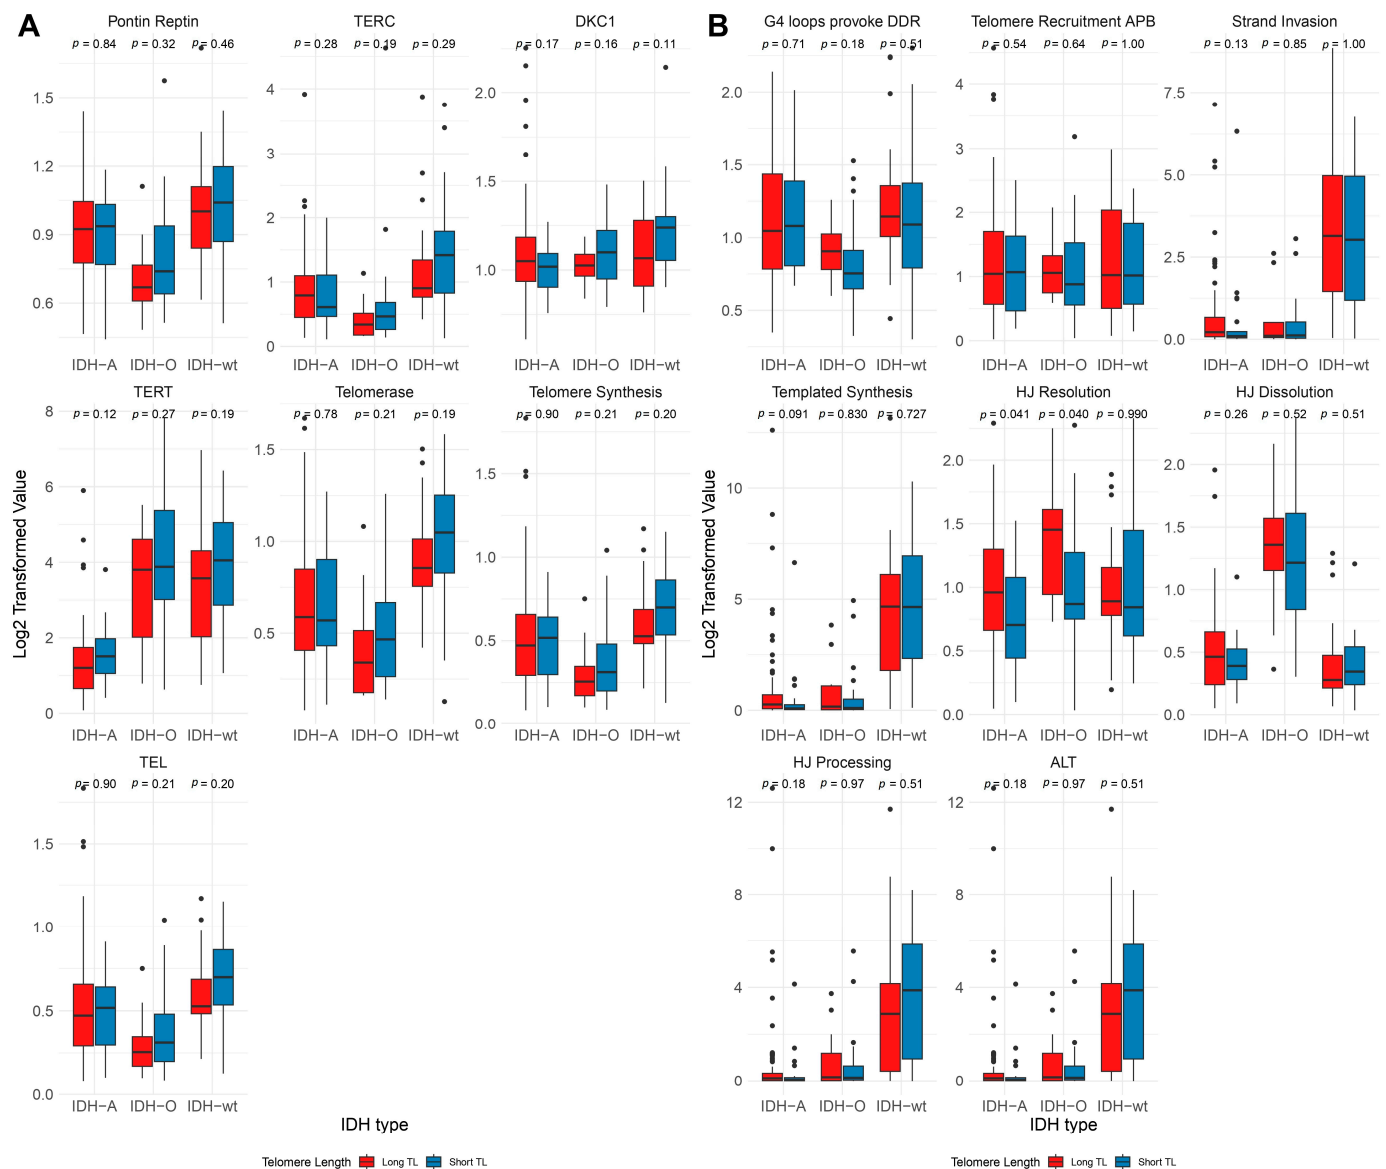 A
Pontin Reptin
p = 0.84 p = 0.32 p = 0.46
1.5
1.2
0.9
0.6
IDH−A IDH−O IDH−wt
TERC
p = 0.28 p = 0.19 p = 0.29
4
3
2
1
0
IDH−A IDH−O IDH−wt
DKC1
p = 0.17 p = 0.16 p = 0.11
2.0
1.5
1.0
IDH−A IDH−O IDH−wt
TERT
p = 0.12 p = 0.27 p = 0.19
8
6
4
2
0
IDH−A IDH−O IDH−wt
Telomerase
p = 0.78 p = 0.21 p = 0.19
1.5
1.0
0.5
IDH−A IDH−O IDH−wt
Telomere Synthesis
p = 0.90 p = 0.21 p = 0.20
1.5
1.0
0.5
0.0
IDH−A IDH−O IDH−wt
TEL
p = 0.90 p = 0.21 p = 0.20
1.5
1.0
0.5
0.0
IDH−A IDH−O IDH−wt
Log2 Transformed Value
IDH type
Telomere Length Long TL Short TL
B
G4 loops provoke DDR
p = 0.71 p = 0.18 p = 0.51
2.0
1.5
1.0
0.5
IDH−A IDH−O IDH−wt
Telomere Recruitment APB
p = 0.54 p = 0.64 p = 1.00
4
3
2
1
0
IDH−A IDH−O IDH−wt
Strand Invasion
p = 0.13 p = 0.85 p = 1.00
7.5
5.0
2.5
0.0
IDH−A IDH−O IDH−wt
Templated Synthesis
p = 0.091 p = 0.830 p = 0.727
10
5
0
IDH−A IDH−O IDH−wt
HJ Resolution
p = 0.041 p = 0.040 p = 0.990
2.0
1.5
1.0
0.5
0.0
IDH−A IDH−O IDH−wt
HJ Dissolution
p = 0.26 p = 0.52 p = 0.51
2.0
1.5
1.0
0.5
0.0
IDH−A IDH−O IDH−wt
HJ Processing
p = 0.18 p = 0.97 p = 0.51
12
8
4
0
IDH−A IDH−O IDH−wt
ALT
p = 0.18 p = 0.97 p = 0.51
12
8
4
0
IDH−A IDH−O IDH−wt
Log2 Transformed Value
IDH type
Telomere Length Long TL Short TL